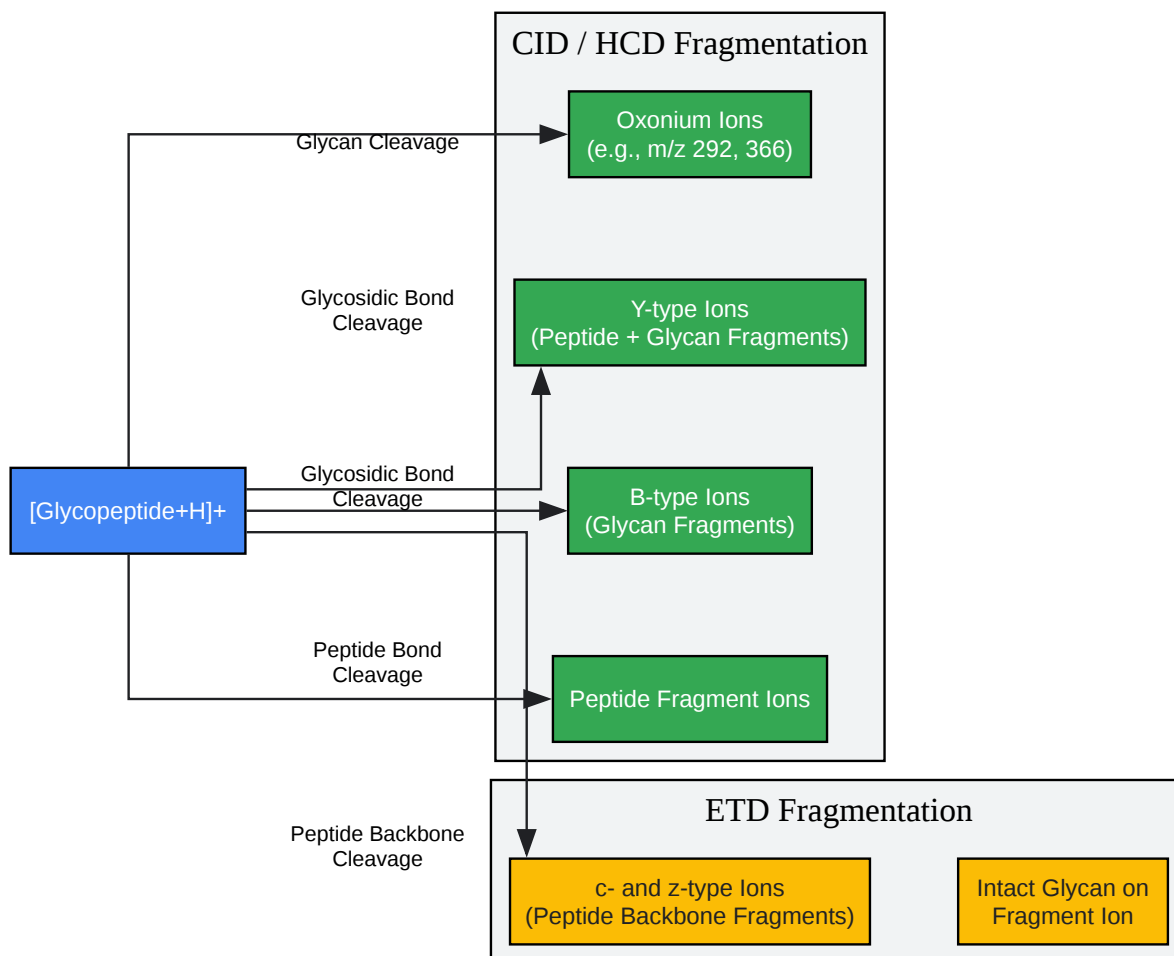 CID / HCD Fragmentation
Oxonium Ions
(e.g., m/z 292, 366)
Glycan Cleavage
Glycosidic Bond
Cleavage
Y-type Ions
(Peptide + Glycan Fragments)
[Glycopeptide+H]+
Glycosidic Bond
Cleavage
B-type Ions
(Glycan Fragments)
Peptide Bond
Cleavage
Peptide Fragment Ions
ETD Fragmentation
Peptide Backbone
Cleavage
c- and z-type Ions
(Peptide Backbone Fragments)
Intact Glycan on
Fragment Ion